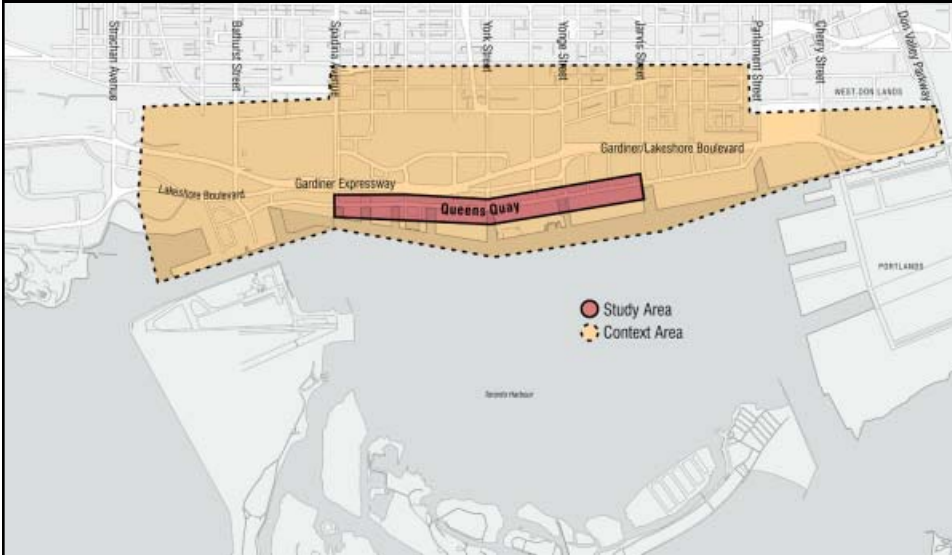 Strachan Avenue
Bathurst Street
Spadina Avenue
York Street
Yonge Street
Jarvis Street
Parliament Street
Cherry Street
Don Valley Parkway
WEST DON LANDS
Gardiner/Lakeshore Boulevard
Gardiner Expressway
Lakeshore Boulevard
Queens Quay
PORTLANDS
Study Area
Context Area
Toronto Harbour